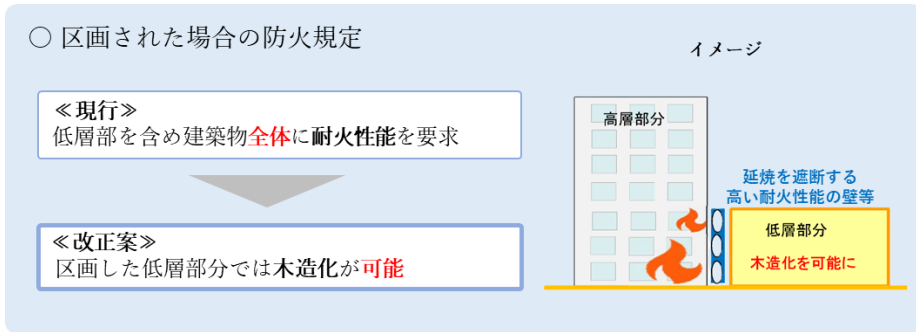 ○ 区画された場合の防火規定
イメージ
≪現行≫
低層部を含め建築物全体に耐火性能を要求
≪改正案≫
区画した低層部分では木造化が可能
高層部分
延焼を遮断する
高い耐火性能の壁等
低層部分
木造化を可能に